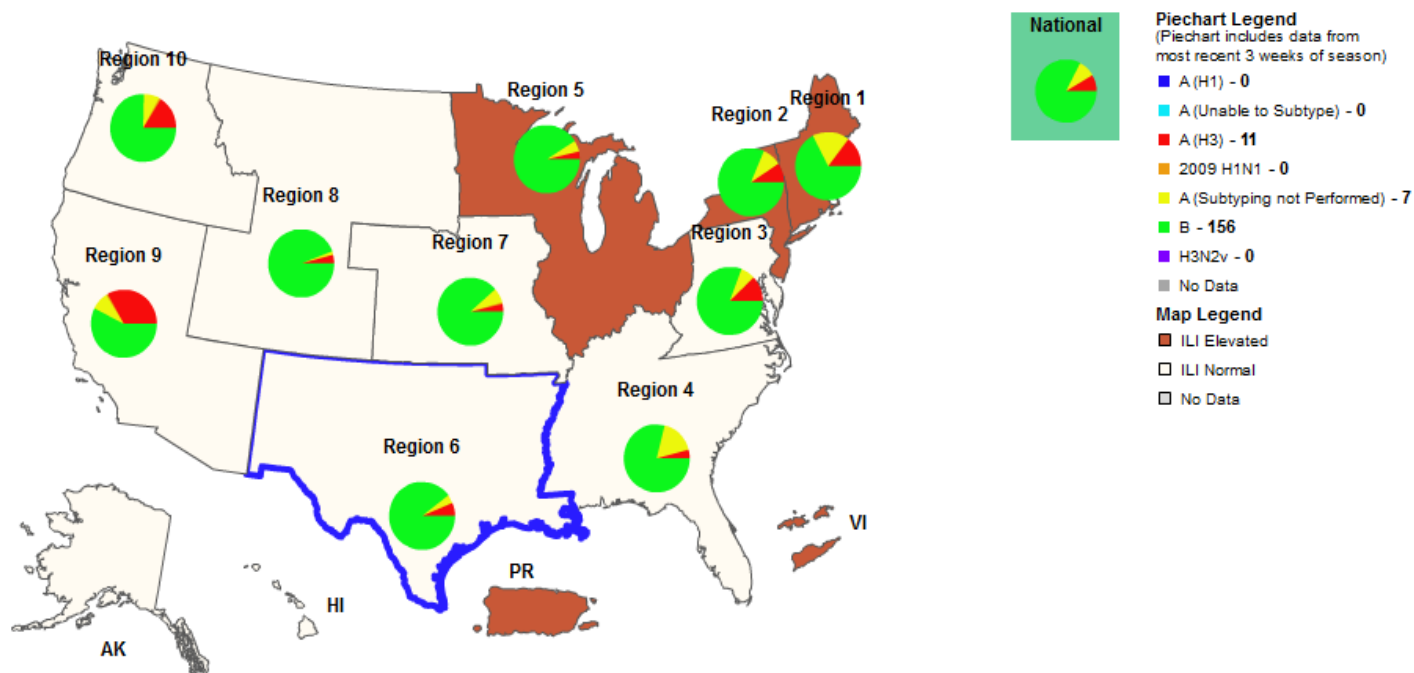 National
Piechart Legend
(Piechart includes data from
most recent 3 weeks of season)
A (H1) - 0
A (Unable to Subtype) - 0
A (H3) - 11
2009 H1N1 - 0
A (Subtyping not Performed) - 7
B - 156
H3N2v - 0
No Data
Map Legend
ILI Elevated
ILI Normal
No Data
Region 10
Region 5
Region 1
Region 2
Region 8
Region 7
Region 3
Region 9
Region 4
Region 6
VI
PR
HI
AK